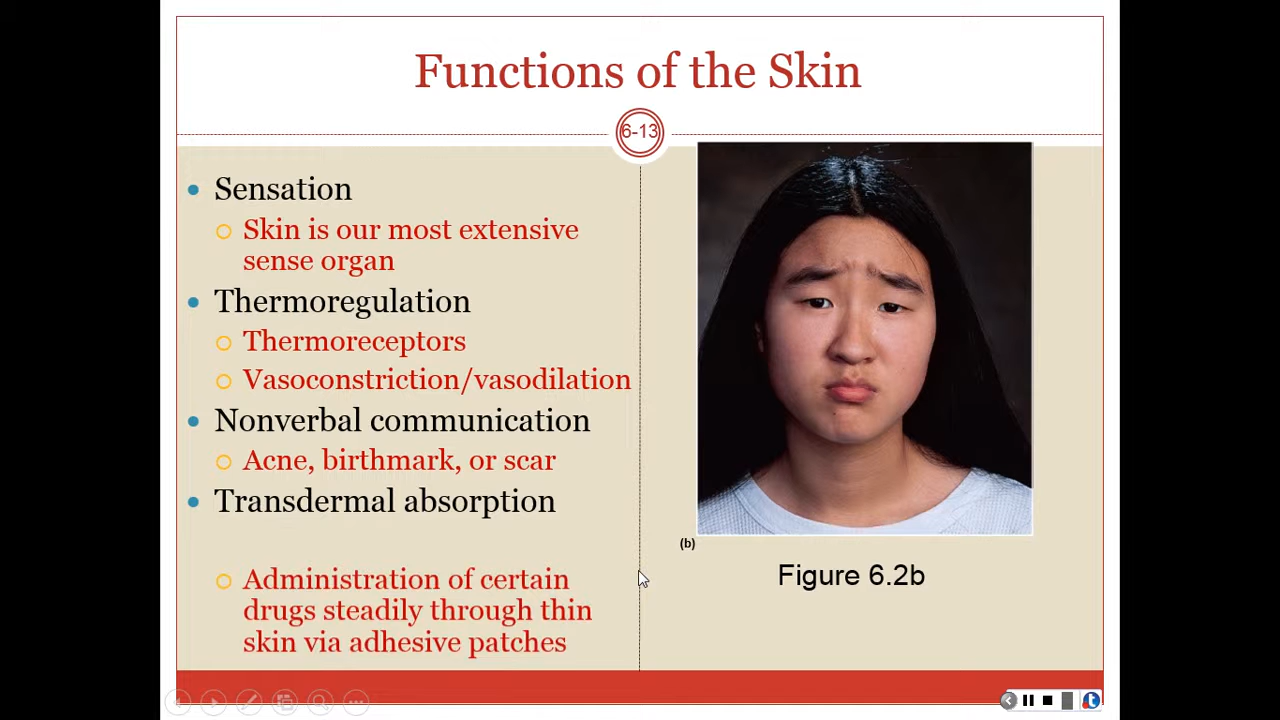 Functions of the Skin
6-13
Sensation
Skin is our most extensive
sense organ
Thermoregulation
Thermoreceptors
Vasoconstriction/vasodilation
Nonverbal communication
Acne, birthmark, or scar
Transdermal absorption
Administration of certain
drugs steadily through thin
skin via adhesive patches
(b)
Figure 6.2b